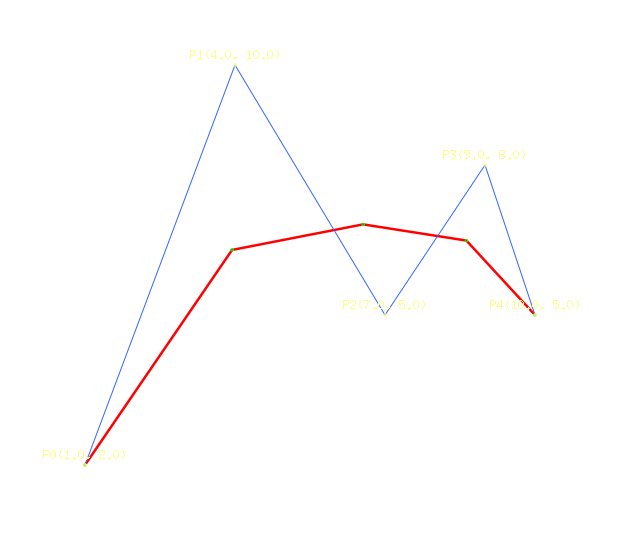 P1(4.0, 10.0)
P3(9.0, 8.0)
P2(7.0, 5.0)
P4(10.0, 5.0)
P0(1.0, 2.0)